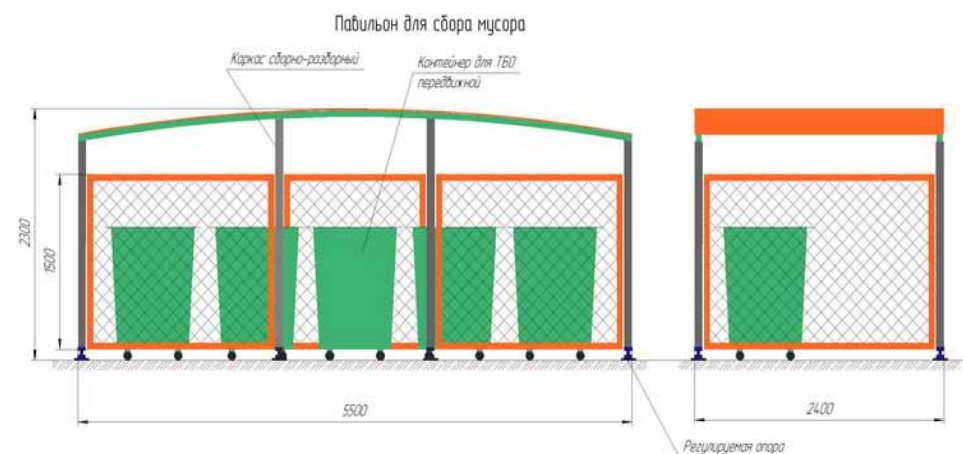 Павильон для сбора мусора
Каркас сборно-разборный
Контейнер для ТБО
передвижной
2300
1500
5500
2400
Регулируемая опора